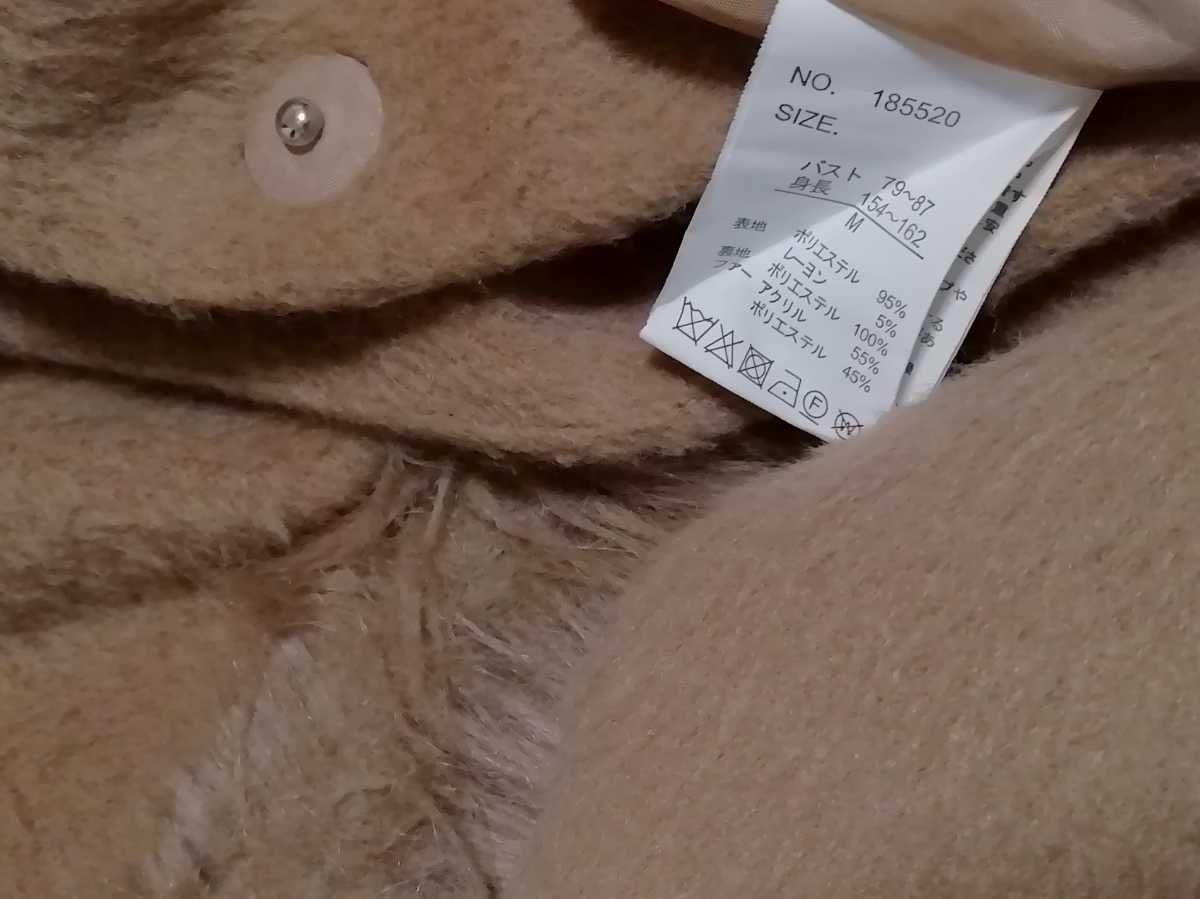 NO. 185520
SIZE.
バスト 79~87
身長 154~162
M
表地 ポリエステル 95%
レーヨン 5%
裏地 ポリエステル 100%
ファー アクリル 55%
ポリエステル 45%
F
W